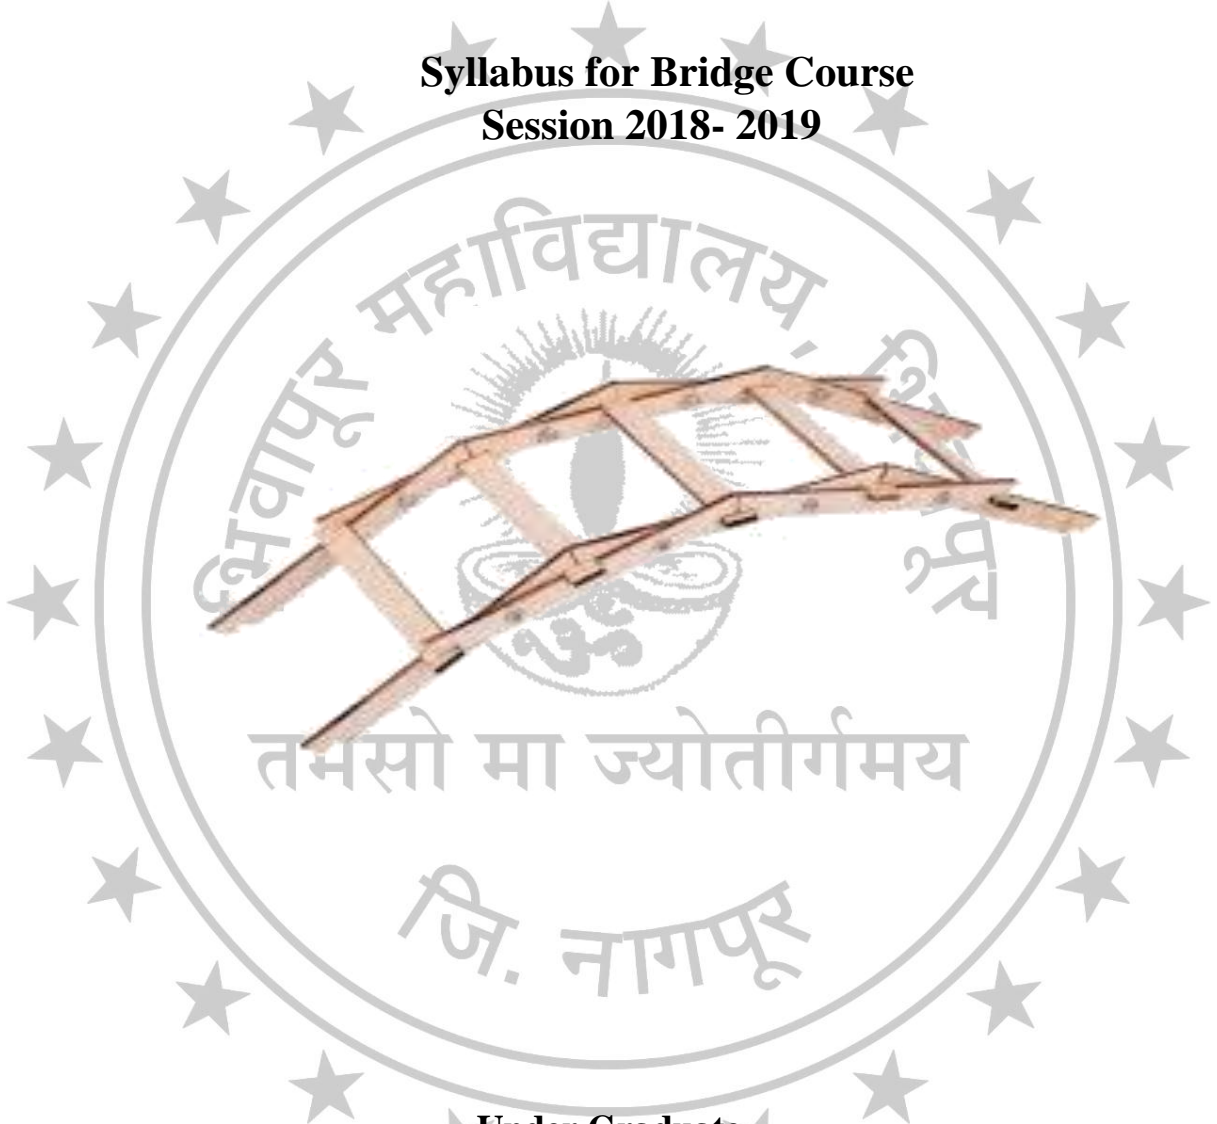 Syllabus for Bridge Course
Session 2018- 2019
भिवापूर महाविद्यालय, भिवापूर
तमसो मा ज्योतीर्गमय
जि. नागपूर
Under Graduate